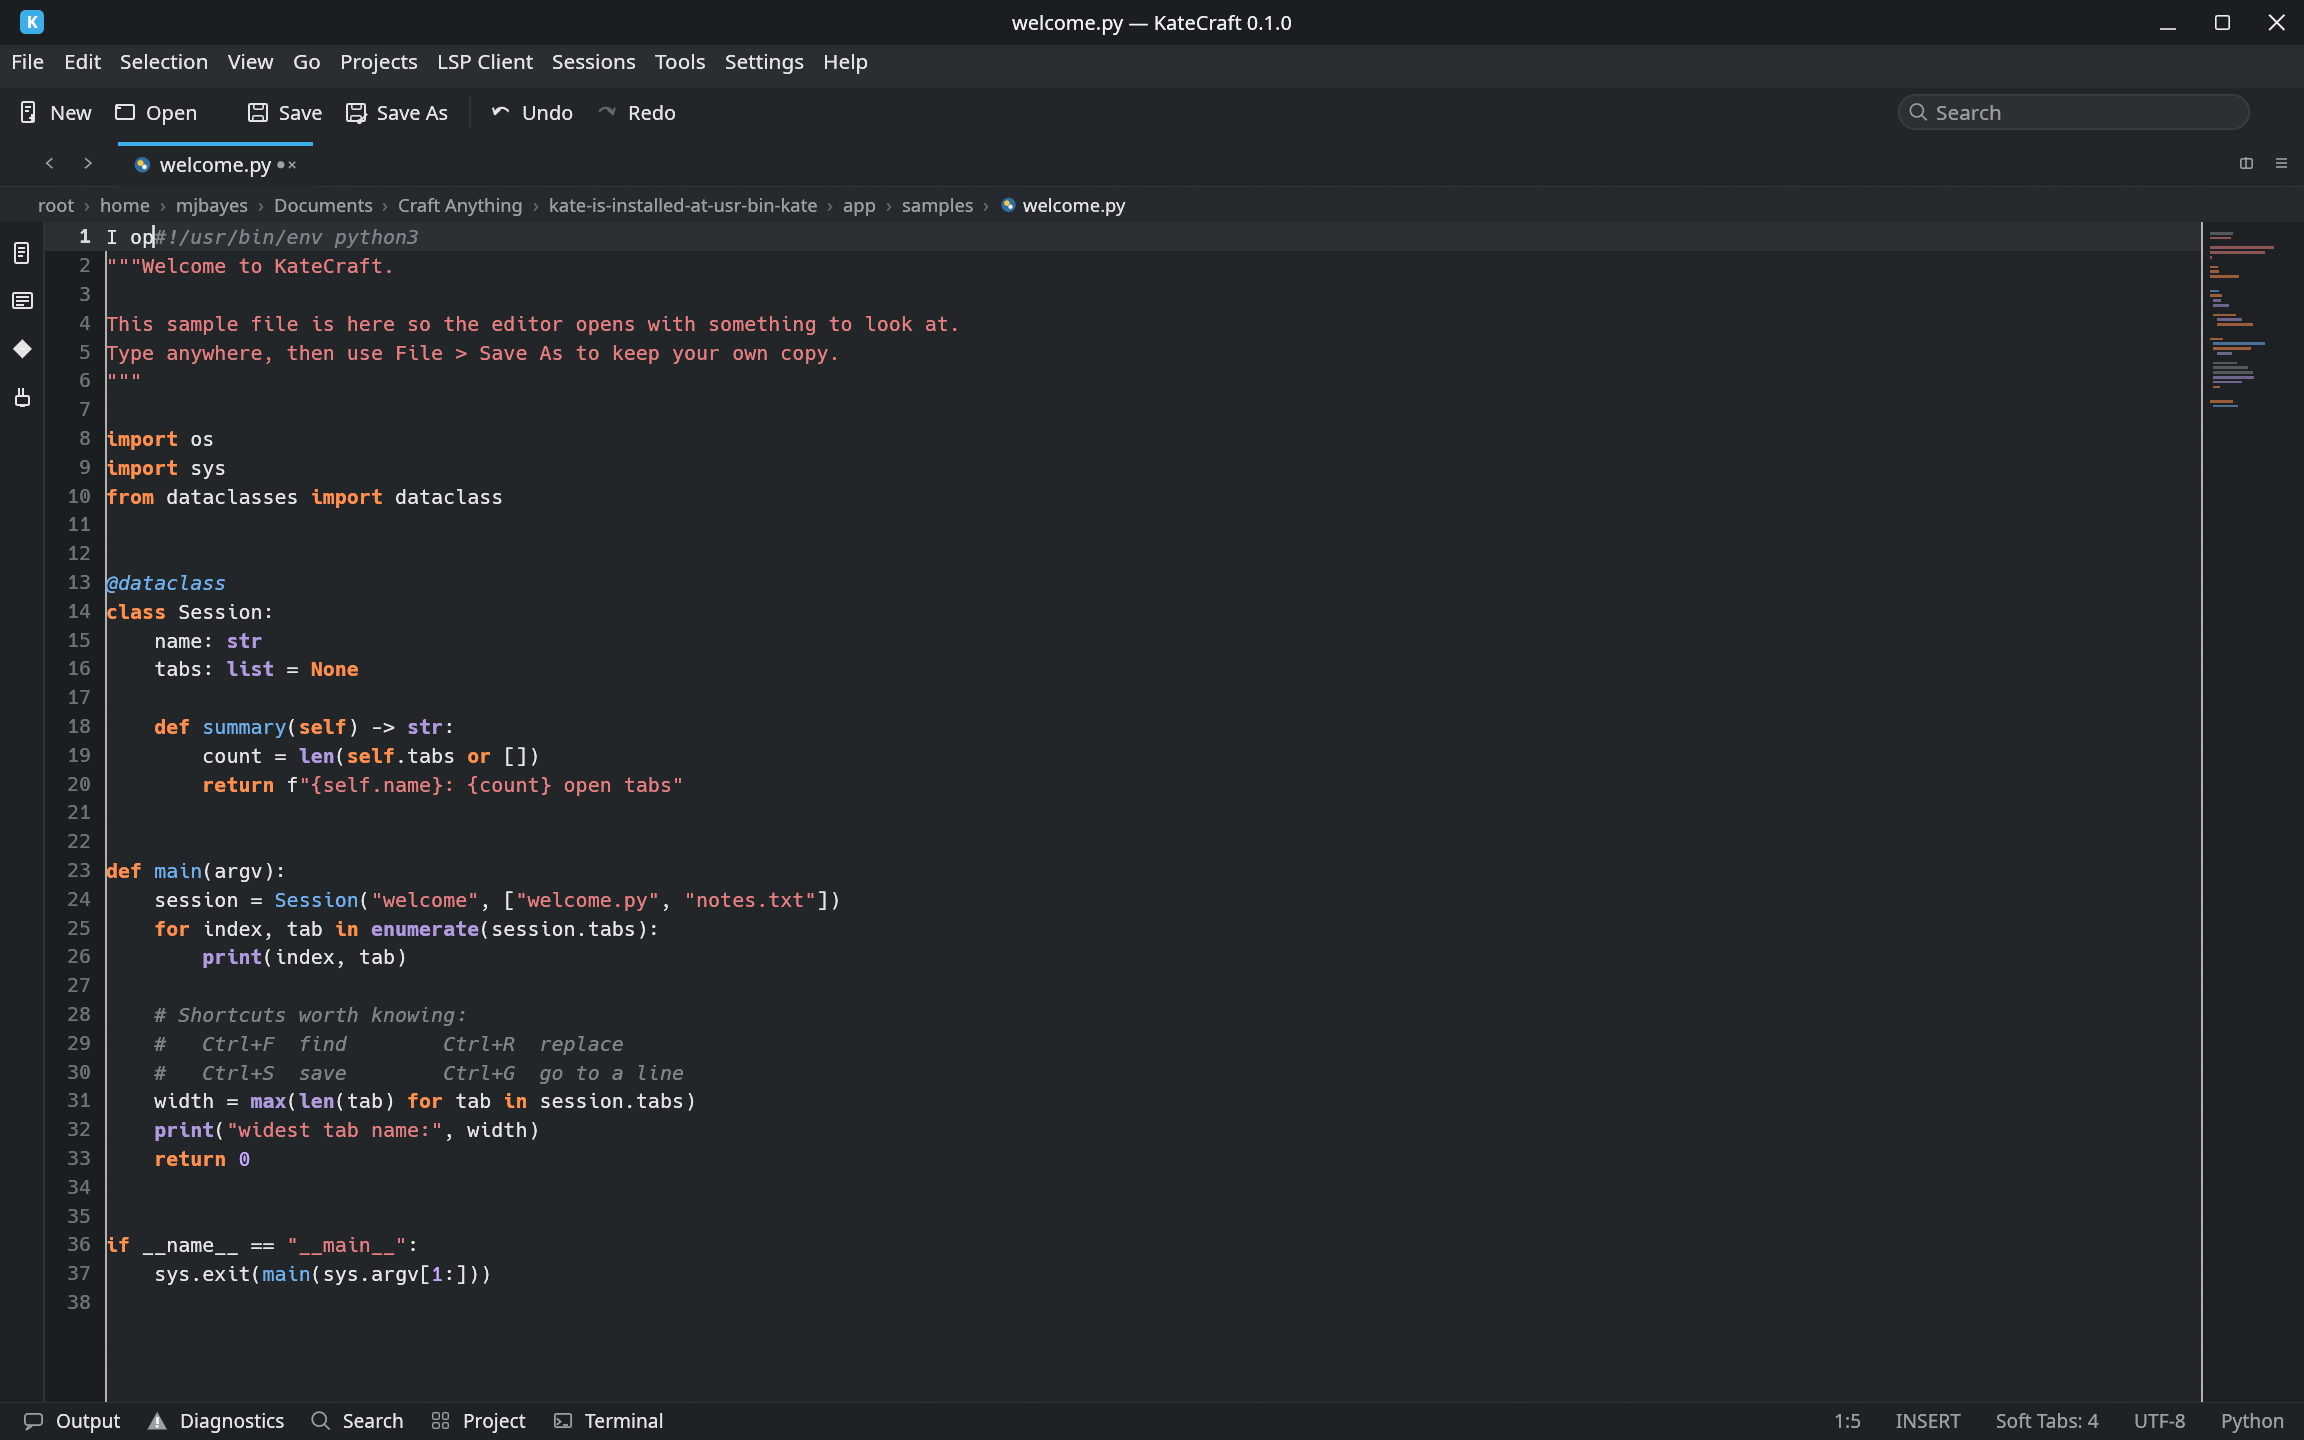 K
welcome.py — KateCraft 0.1.0
File Edit Selection View Go Projects LSP Client Sessions Tools Settings Help
New Open Save Save As Undo Redo Search
welcome.py
root › home › mjbayes › Documents › Craft Anything › kate-is-installed-at-usr-bin-kate › app › samples › welcome.py
1 I op#!/usr/bin/env python3
2 """Welcome to KateCraft.
3
4 This sample file is here so the editor opens with something to look at.
5 Type anywhere, then use File > Save As to keep your own copy.
6 """
7
8 import os
9 import sys
10 from dataclasses import dataclass
11
12
13 @dataclass
14 class Session:
15     name: str
16     tabs: list = None
17
18     def summary(self) -> str:
19         count = len(self.tabs or [])
20         return f"{self.name}: {count} open tabs"
21
22
23 def main(argv):
24     session = Session("welcome", ["welcome.py", "notes.txt"])
25     for index, tab in enumerate(session.tabs):
26         print(index, tab)
27
28     # Shortcuts worth knowing:
29     #   Ctrl+F  find        Ctrl+R  replace
30     #   Ctrl+S  save        Ctrl+G  go to a line
31     width = max(len(tab) for tab in session.tabs)
32     print("widest tab name:", width)
33     return 0
34
35
36 if __name__ == "__main__":
37     sys.exit(main(sys.argv[1:]))
38
Output Diagnostics Search Project Terminal 1:5 INSERT Soft Tabs: 4 UTF-8 Python